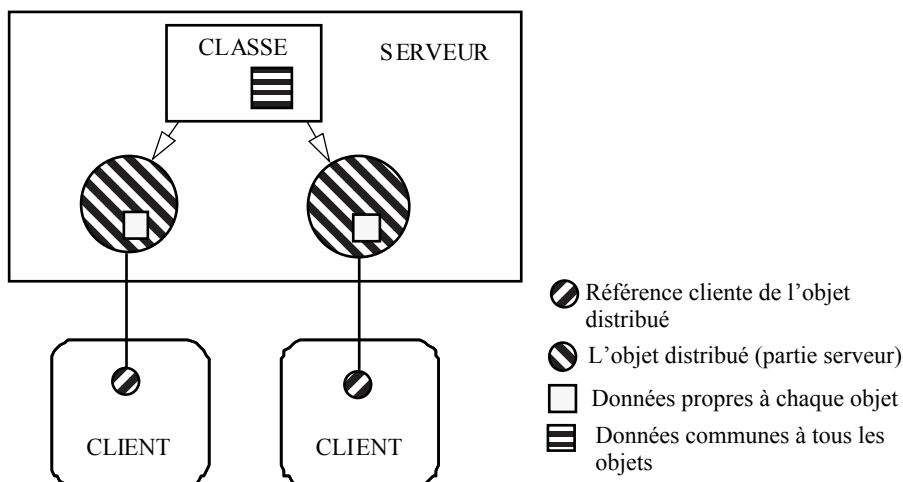 CLASSE
SERVEUR
CLIENT
CLIENT
Référence cliente de l’objet
distribué
L’objet distribué (partie serveur)
Données propres à chaque objet
Données communes à tous les
objets